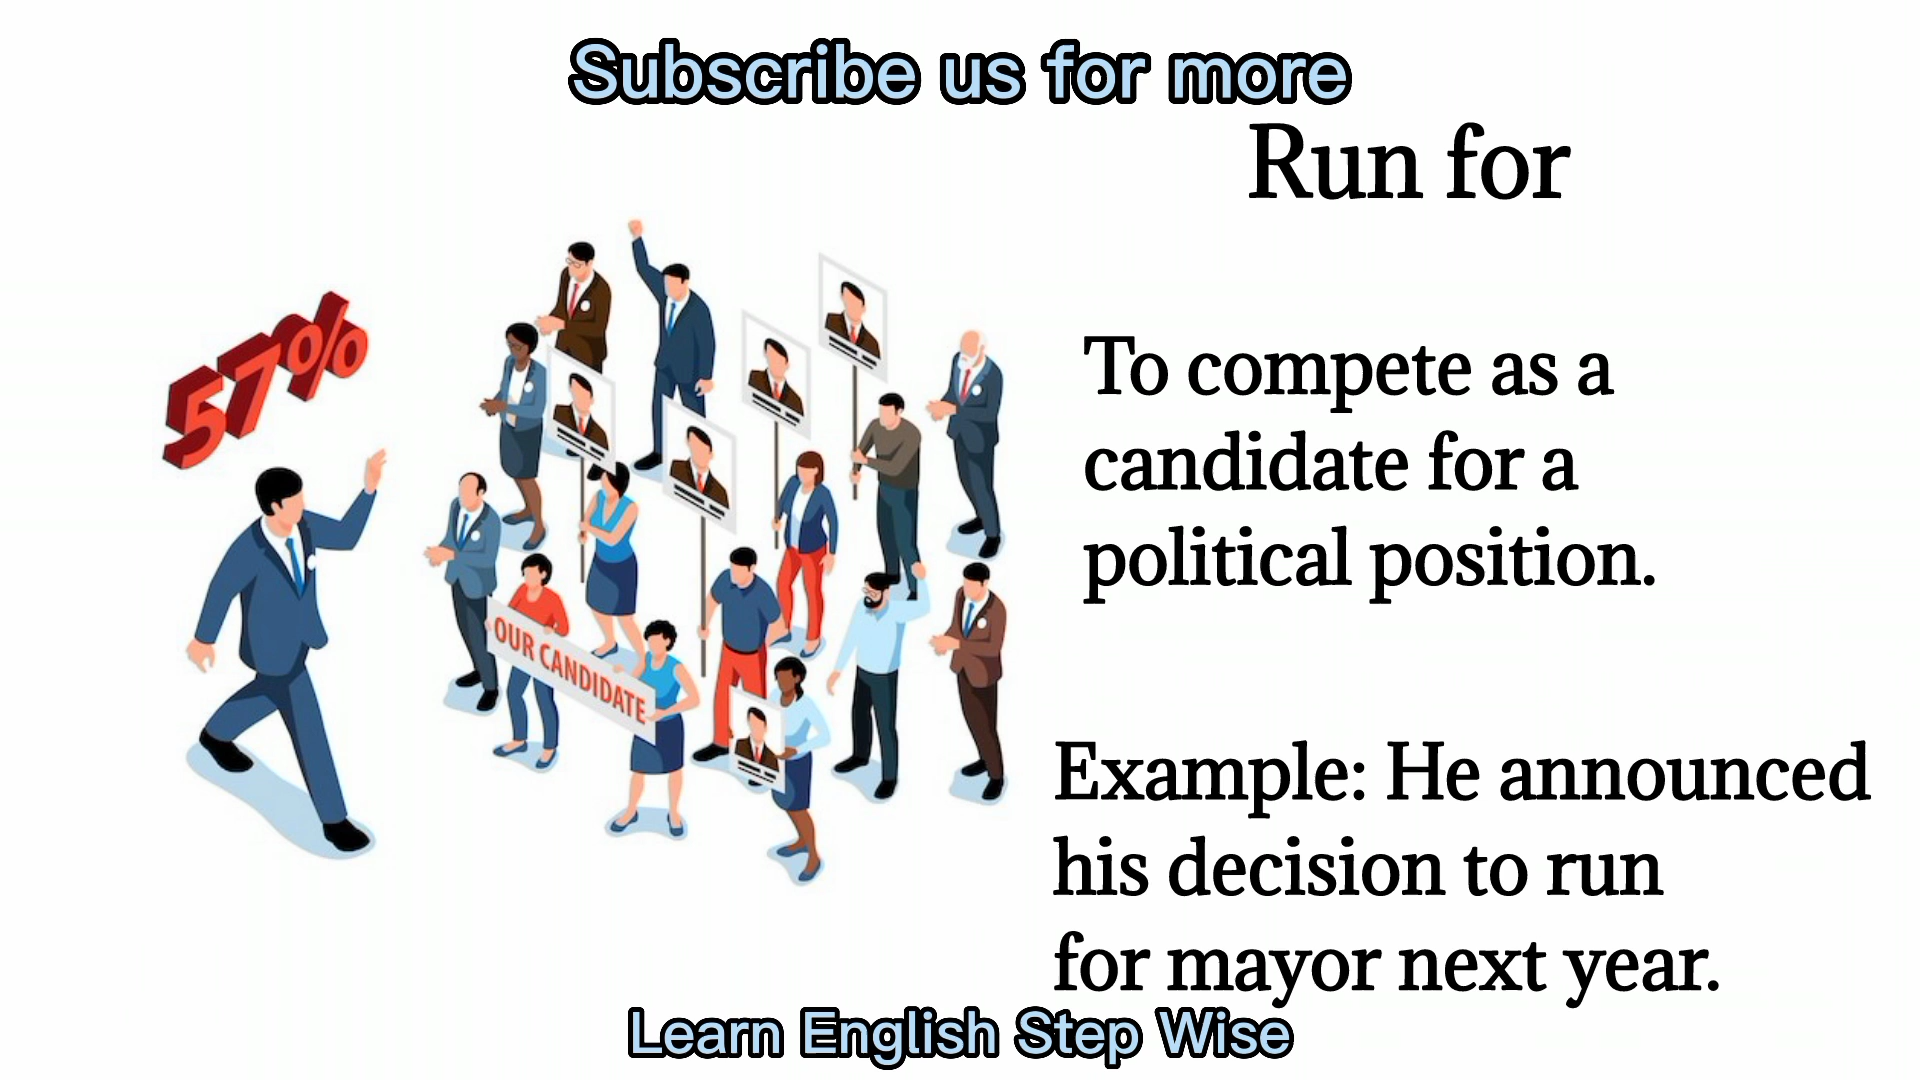 Subscribe us for more
Run for
57%
To compete as a
candidate for a
political position.
OUR CANDIDATE
Example: He announced
his decision to run
for mayor next year.
Learn English Step Wise